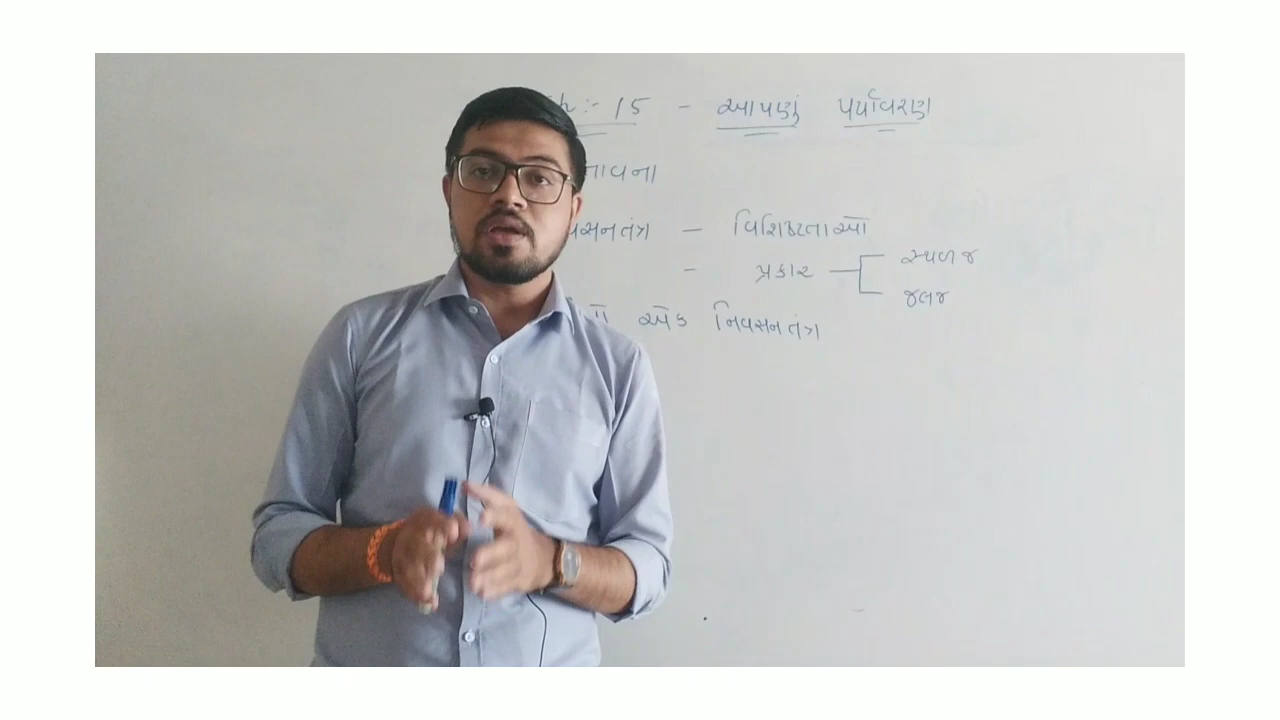 :- 15 - આપણું પર્યાવરણ
નાવના
વસનતંત્ર - વિશિષ્ટતાઓ
- પ્રકાર સ્થળજ
જલજ
એક નિવસનતંત્ર